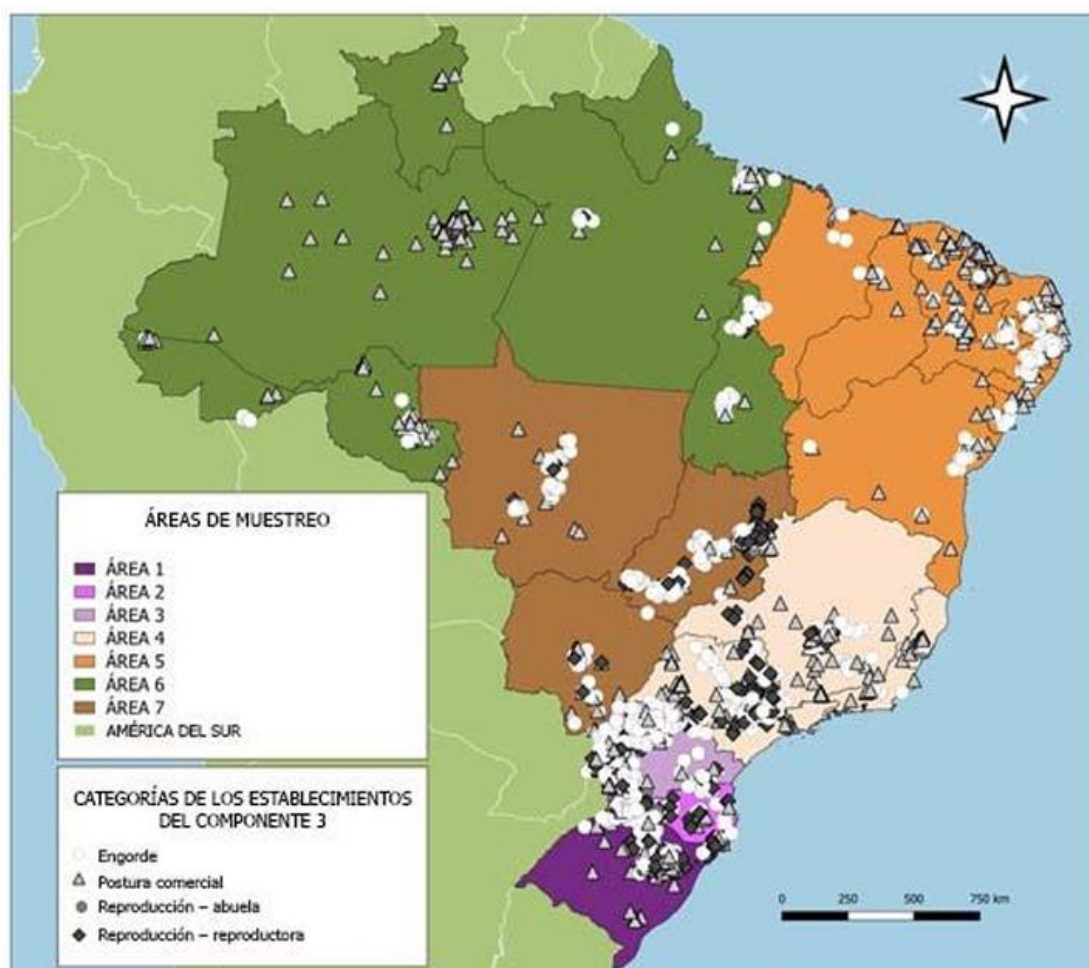 ÁREAS DE MUESTREO
ÁREA 1
ÁREA 2
ÁREA 3
ÁREA 4
ÁREA 5
ÁREA 6
ÁREA 7
AMÉRICA DEL SUR
CATEGORÍAS DE LOS ESTABLECIMIENTOS
DEL COMPONENTE 3
Engorde
Postura comercial
Reproducción – abuela
Reproducción – reproductora
0 250 500 750 km